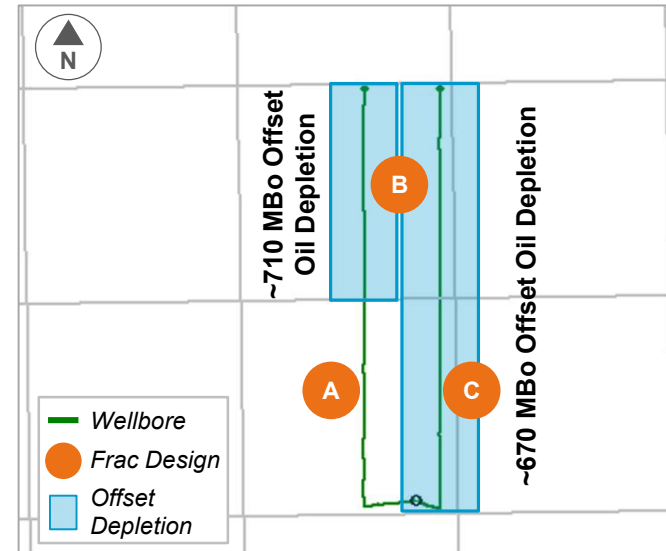 N
~710 MBo Offset
Oil Depletion
B
~670 MBo Offset Oil Depletion
A
C
Wellbore
Frac Design
Offset
Depletion